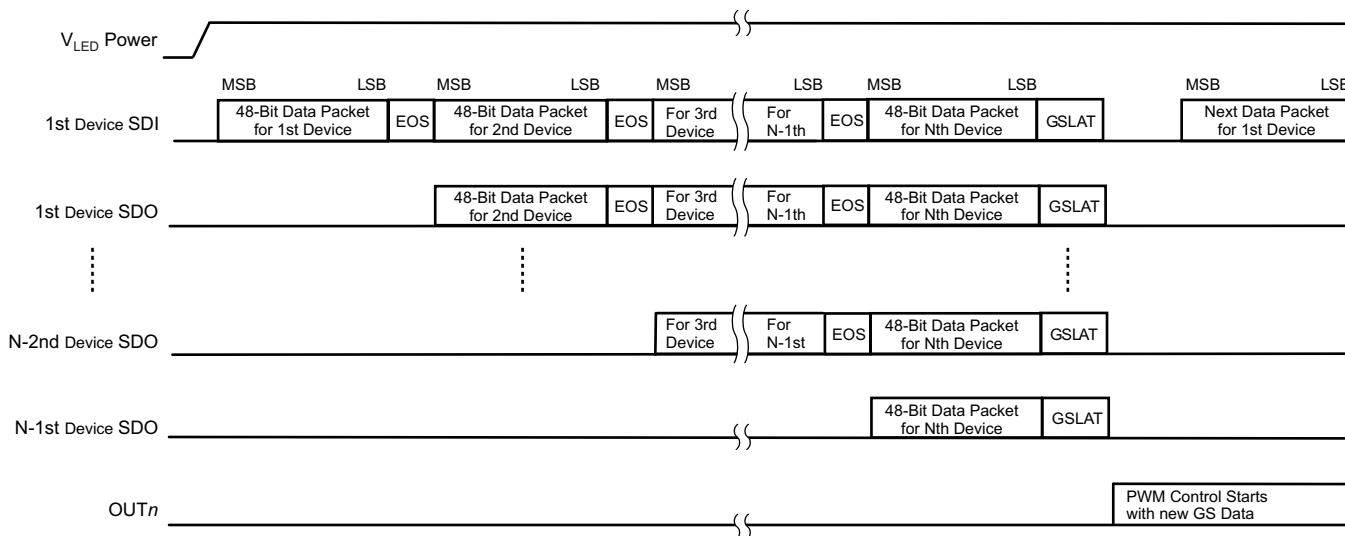 V_LED Power
MSB LSB MSB LSB MSB LSB MSB LSB MSB LSB
1st Device SDI
48-Bit Data Packet
for 1st Device
EOS
48-Bit Data Packet
for 2nd Device
EOS
For 3rd
Device
For
N-1th
EOS
48-Bit Data Packet
for Nth Device
GSLAT
Next Data Packet
for 1st Device
1st Device SDO
48-Bit Data Packet
for 2nd Device
EOS
For 3rd
Device
For
N-1th
EOS
48-Bit Data Packet
for Nth Device
GSLAT
N-2nd Device SDO
For 3rd
Device
For
N-1st
EOS
48-Bit Data Packet
for Nth Device
GSLAT
N-1st Device SDO
48-Bit Data Packet
for Nth Device
GSLAT
OUTn
PWM Control Starts
with new GS Data